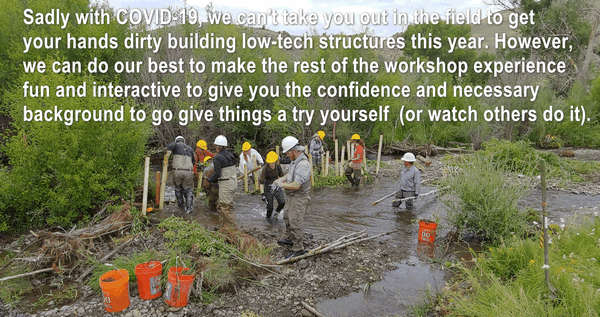 Sadly with COVID-19, we can't take you out in the field to get
your hands dirty building low-tech structures this year. However,
we can do our best to make the rest of the workshop experience
fun and interactive to give you the confidence and necessary
background to go give things a try yourself (or watch others do it).